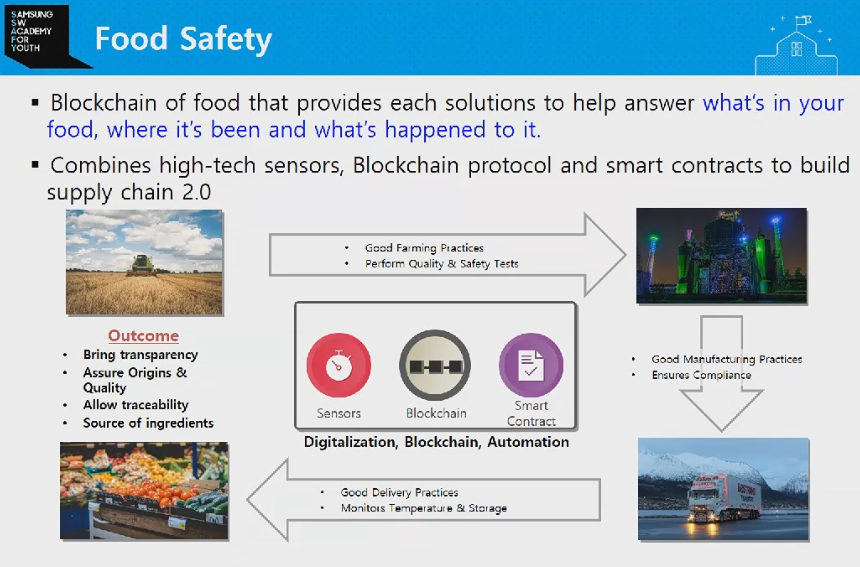 SAMSUNG
SW
ACADEMY
FOR
YOUTH
Food Safety
▪ Blockchain of food that provides each solutions to help answer what's in your
food, where it's been and what's happened to it.
▪ Combines high-tech sensors, Blockchain protocol and smart contracts to build
supply chain 2.0
• Good Farming Practices
• Perform Quality & Safety Tests
Outcome
• Bring transparency
• Assure Origins &
Quality
• Allow traceability
• Source of ingredients
Sensors
Blockchain
Smart
Contract
Digitalization, Blockchain, Automation
• Good Manufacturing Practices
• Ensures Compliance
• Good Delivery Practices
• Monitors Temperature & Storage